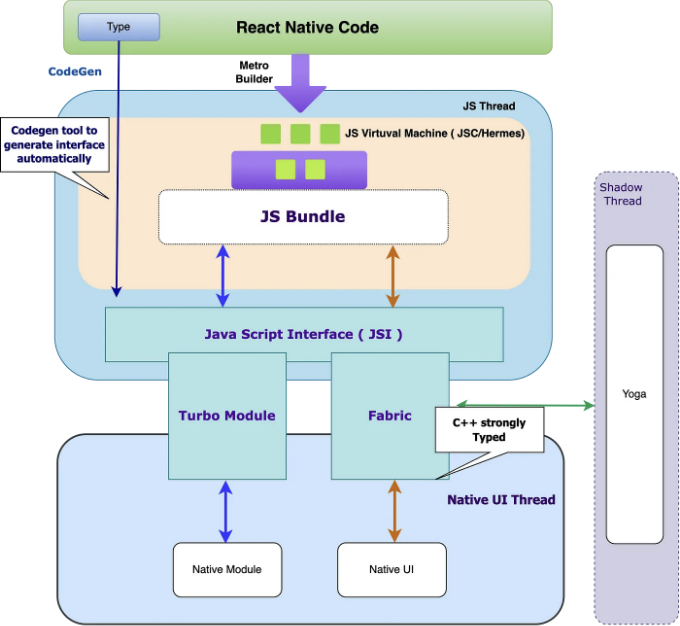 Type
React Native Code
CodeGen
Metro
Builder
JS Thread
Codegen tool to
generate interface
automatically
JS Virtuval Machine ( JSC/Hermes)
JS Bundle
Shadow
Thread
Java Script Interface ( JSI )
Turbo Module
Fabric
C++ strongly
Typed
Yoga
Native UI Thread
Native Module
Native UI